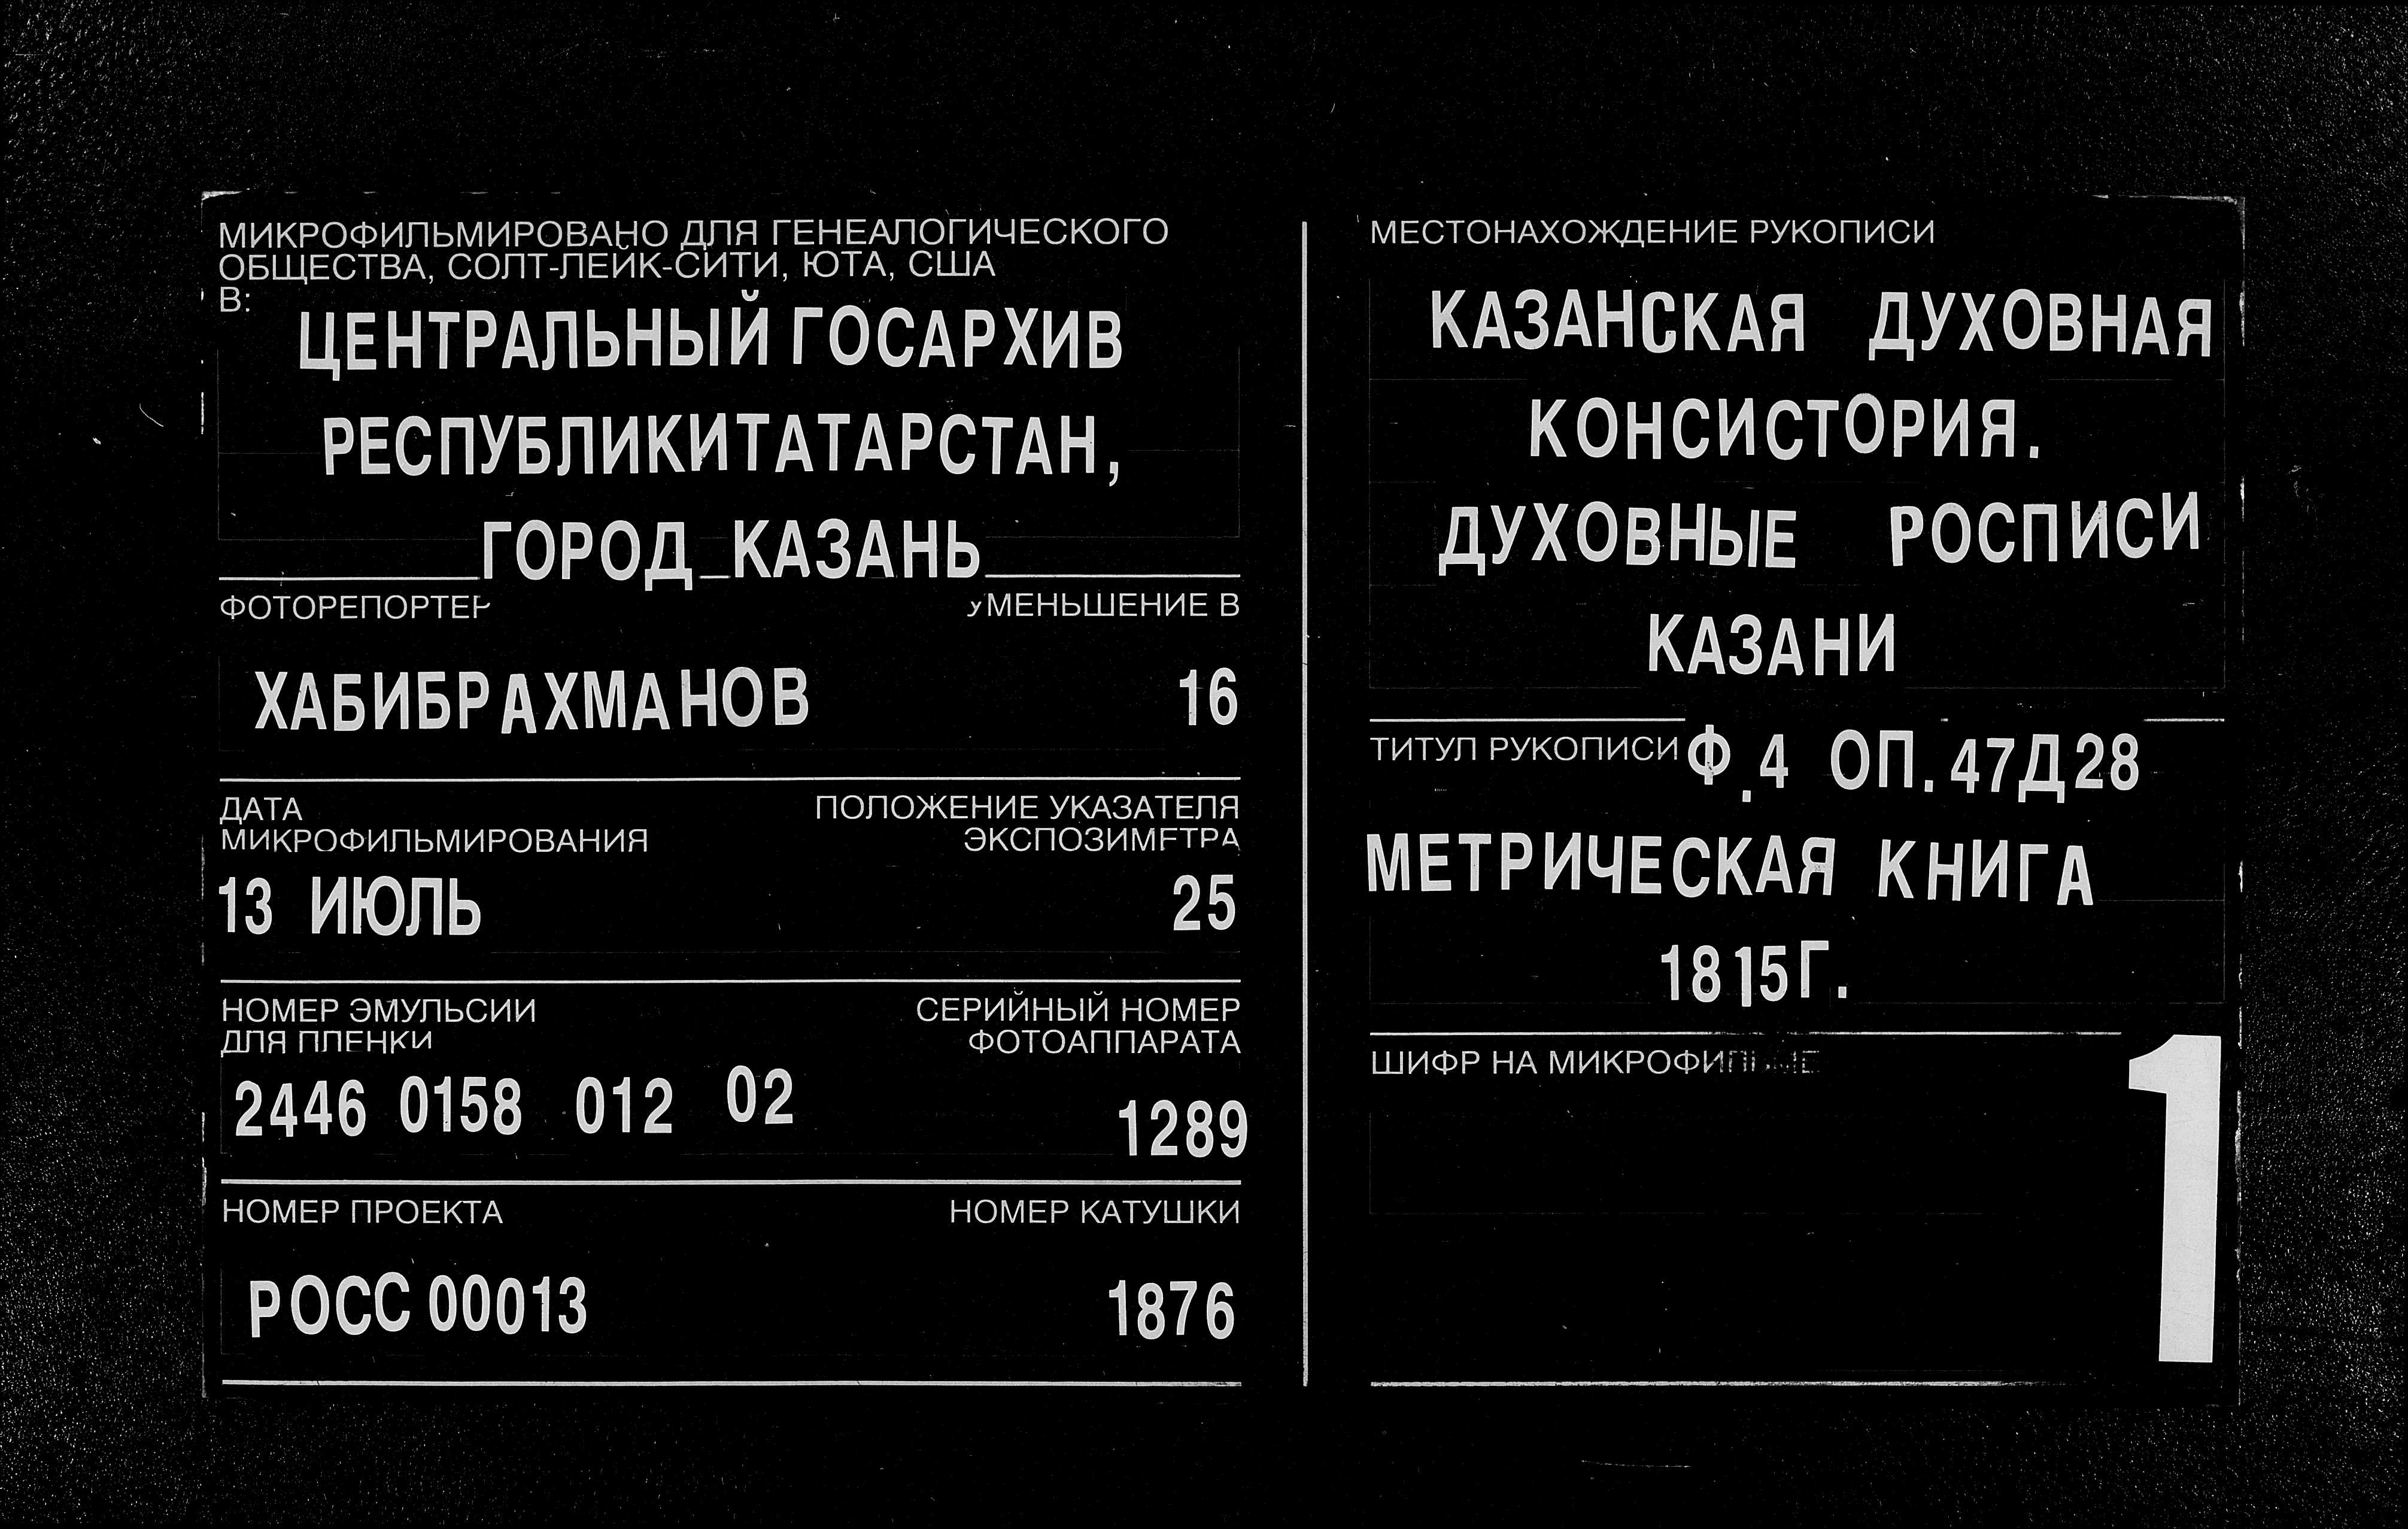 МИКРОФИЛЬМИРОВАНО ДЛЯ ГЕНЕАЛОГИЧЕСКОГО
ОБЩЕСТВА, СОЛТ-ЛЕЙК-СИТИ, ЮТА, США
В:
ЦЕНТРАЛЬНЫЙ ГОСАРХИВ
РЕСПУБЛИКИТАТАРСТАН,
ГОРОД КАЗАНЬ
ФОТОРЕПОРТЕР УМЕНЬШЕНИЕ В
ХАБИБРАХМАНОВ 16
ДАТА ПОЛОЖЕНИЕ УКАЗАТЕЛЯ
МИКРОФИЛЬМИРОВАНИЯ ЭКСПОЗИМЕТРА
13 ИЮЛЬ 25
НОМЕР ЭМУЛЬСИИ СЕРИЙНЫЙ НОМЕР
ДЛЯ ПЛЕНКИ ФОТОАППАРАТА
2446 0158 012 02 1289
НОМЕР ПРОЕКТА НОМЕР КАТУШКИ
РОСС 00013 1876
МЕСТОНАХОЖДЕНИЕ РУКОПИСИ
КАЗАНСКАЯ ДУХОВНАЯ
КОНСИСТОРИЯ.
ДУХОВНЫЕ РОСПИСИ
КАЗАНИ
ТИТУЛ РУКОПИСИ Ф.4 ОП.47Д28
МЕТРИЧЕСКАЯ КНИГА
1815Г.
ШИФР НА МИКРОФИЛЬМЕ
1